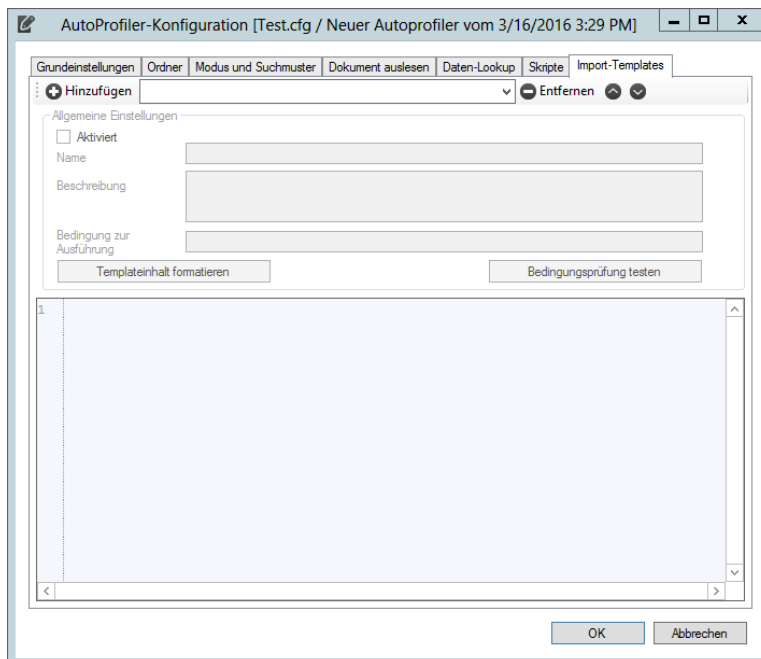 AutoProfiler-Konfiguration [Test.cfg / Neuer Autoprofiler vom 3/16/2016 3:29 PM]
Grundeinstellungen Ordner Modus und Suchmuster Dokument auslesen Daten-Lookup Skripte Import-Templates
Hinzufügen Entfernen
Allgemeine Einstellungen
Aktiviert
Name
Beschreibung
Bedingung zur
Ausführung
Templateinhalt formatieren Bedingungsprüfung testen
1
OK Abbrechen